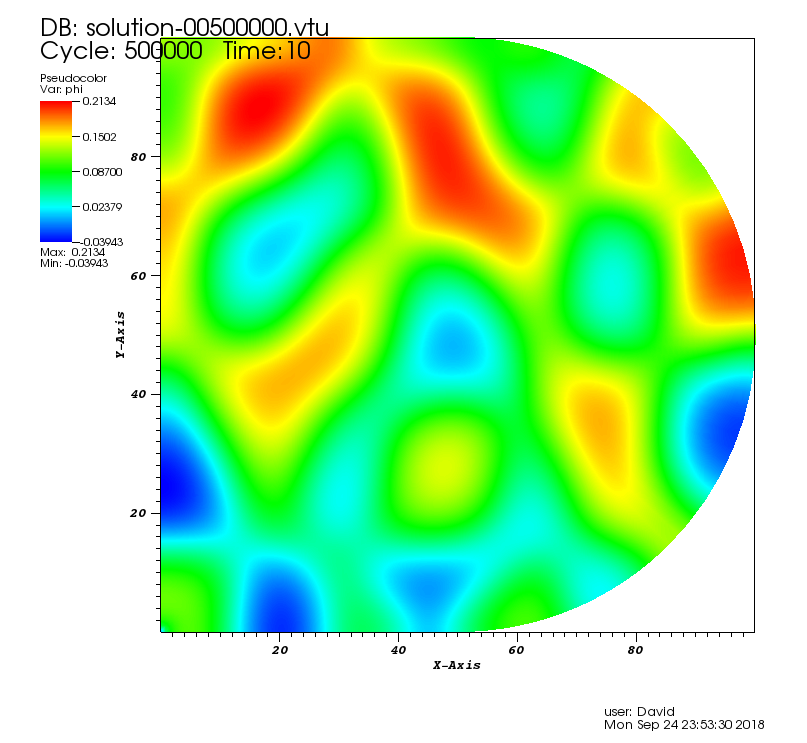 DB: solution-00500000.vtu
Cycle: 500000 Time:10
Pseudocolor
Var: phi
0.2134
0.1502
0.08700
0.02379
-0.03943
Max: 0.2134
Min: -0.03943
80
60
40
20
Y-Axis
20 40 60 80
X-Axis
user: David
Mon Sep 24 23:53:30 2018